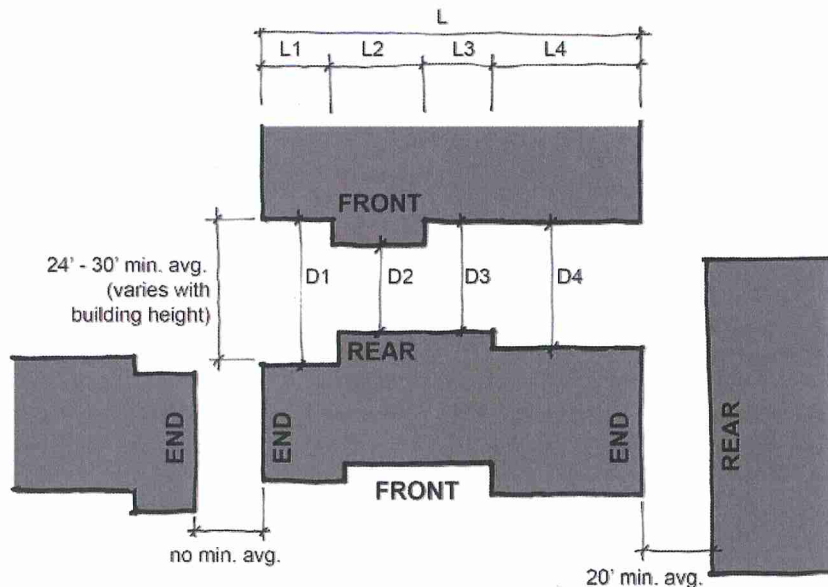 L
L1 L2 L3 L4
FRONT
24' - 30' min. avg.
(varies with
building height)
D1 D2 D3 D4
REAR
END
END
END
REAR
FRONT
no min. avg.
20' min. avg.